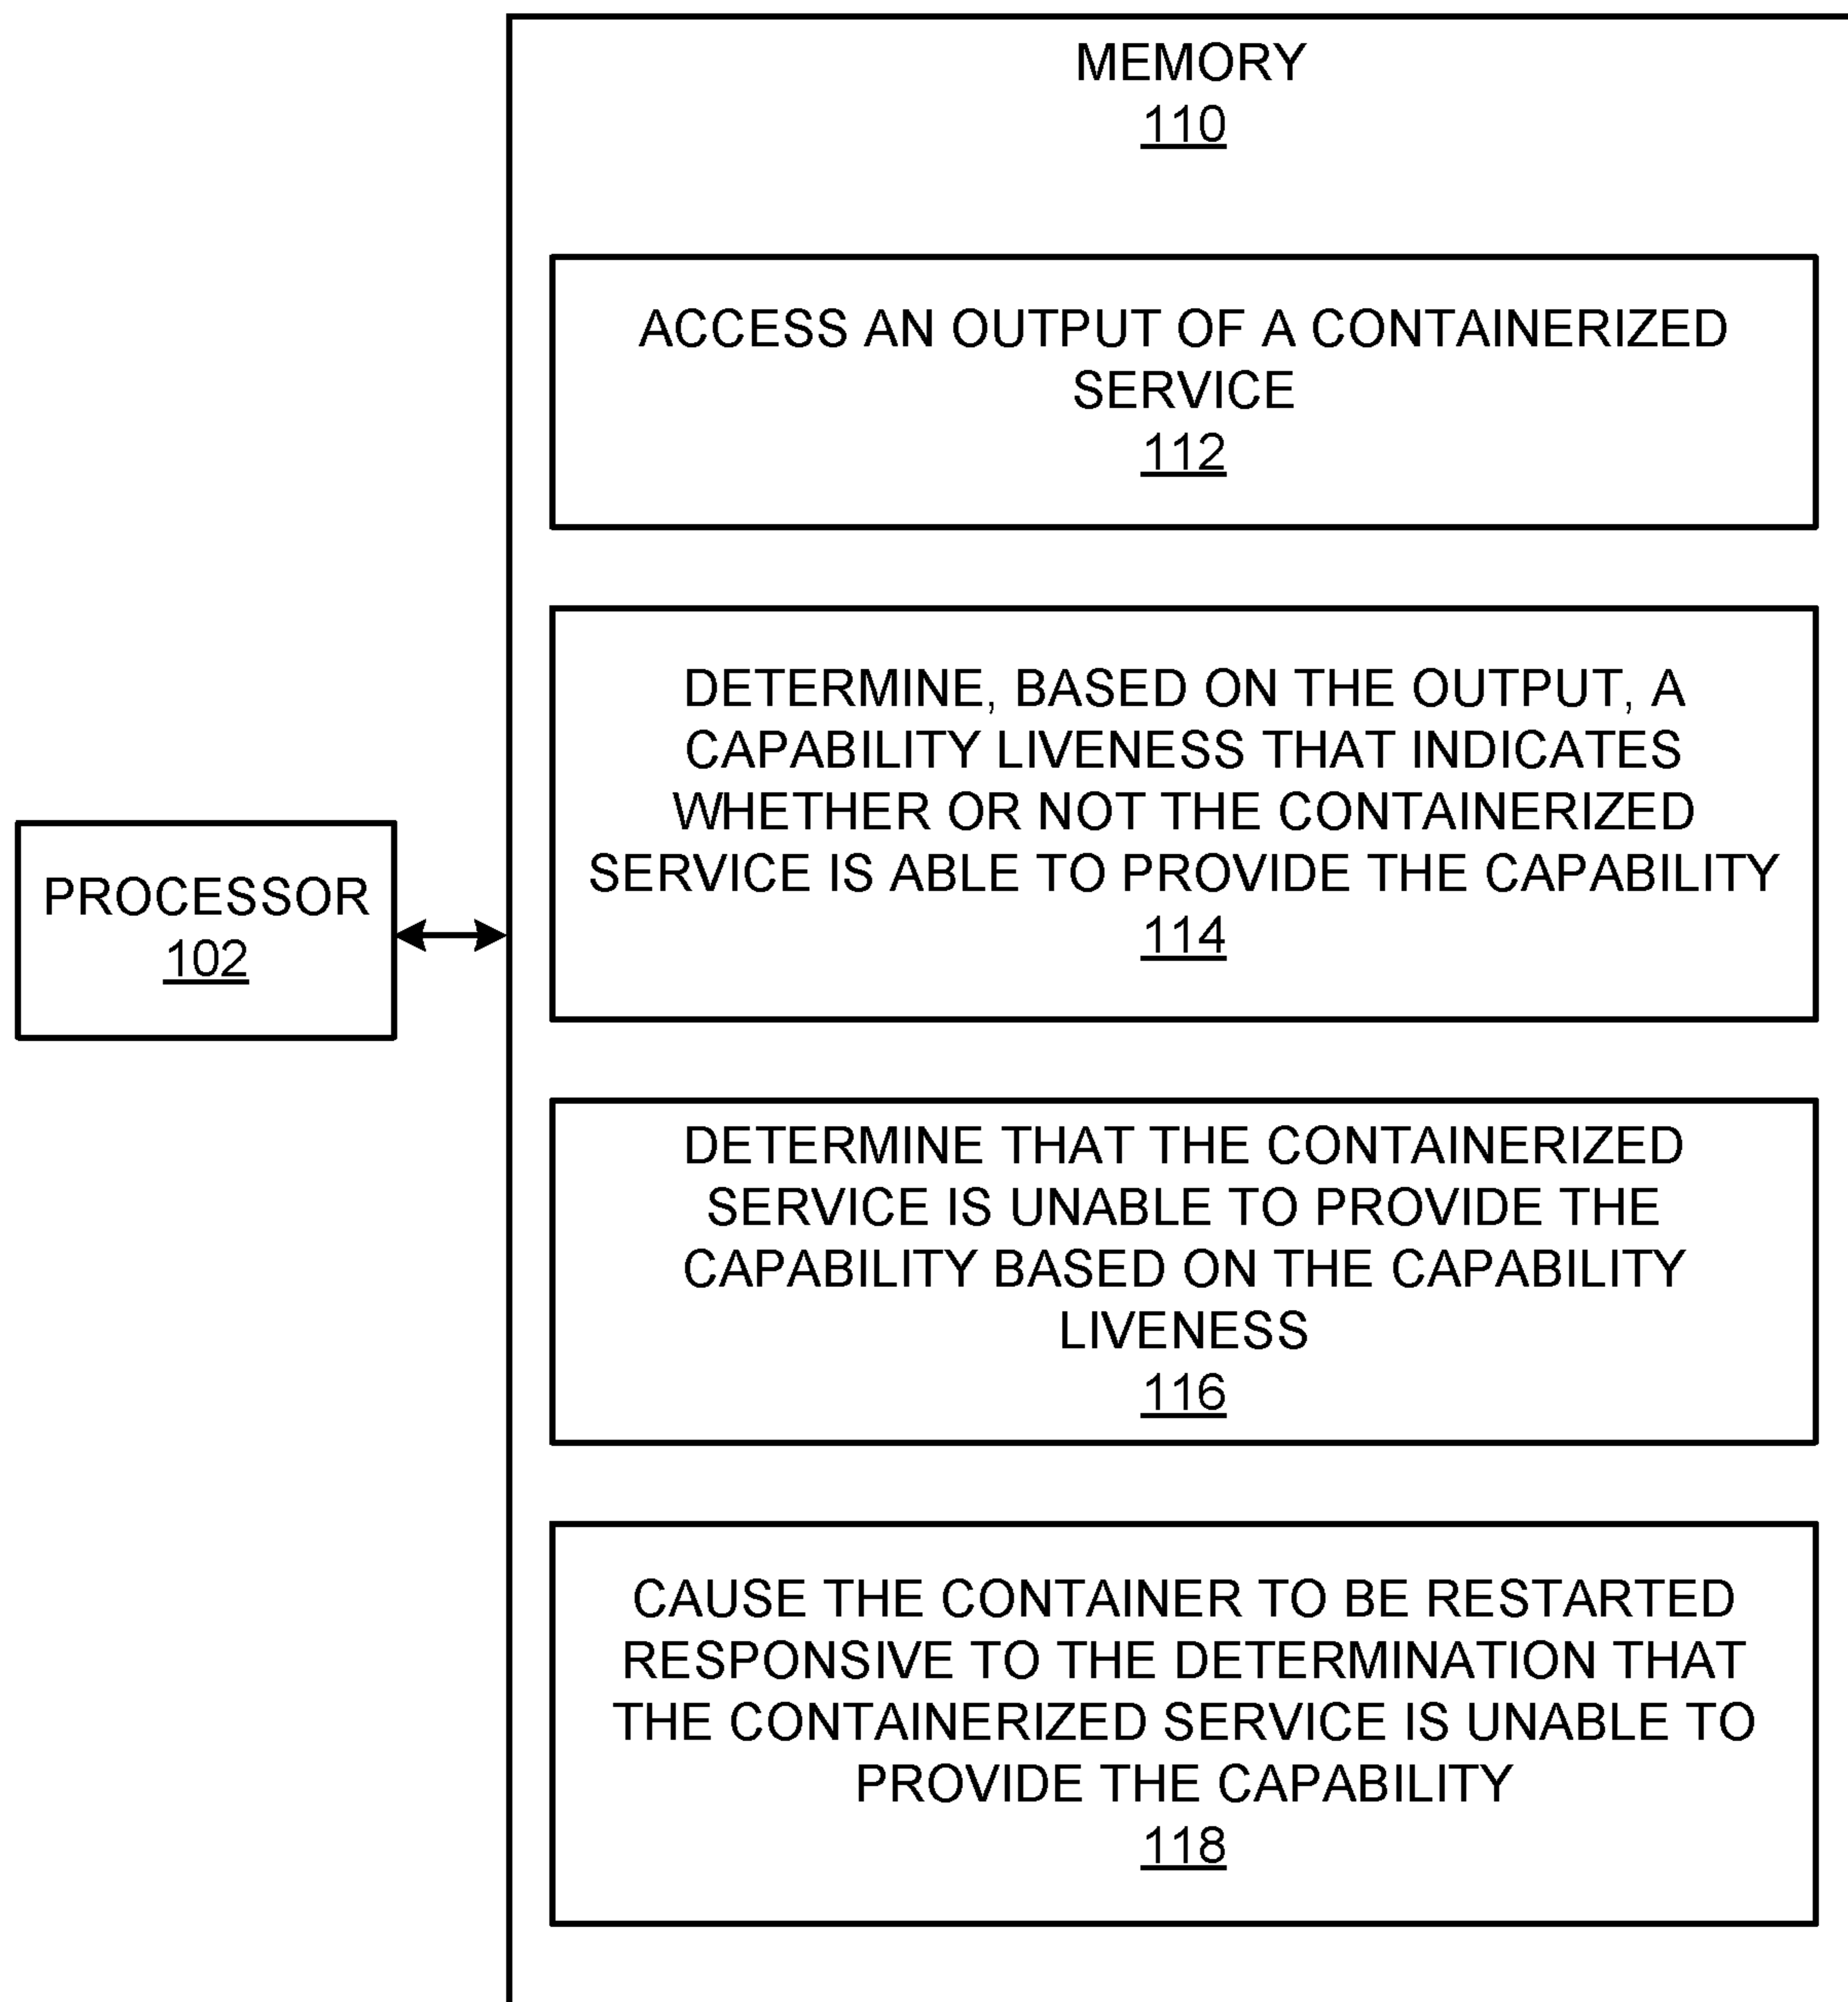 MEMORY
110
ACCESS AN OUTPUT OF A CONTAINERIZED
SERVICE
112
DETERMINE, BASED ON THE OUTPUT, A
CAPABILITY LIVENESS THAT INDICATES
WHETHER OR NOT THE CONTAINERIZED
SERVICE IS ABLE TO PROVIDE THE CAPABILITY
114
PROCESSOR
102
DETERMINE THAT THE CONTAINERIZED
SERVICE IS UNABLE TO PROVIDE THE
CAPABILITY BASED ON THE CAPABILITY
LIVENESS
116
CAUSE THE CONTAINER TO BE RESTARTED
RESPONSIVE TO THE DETERMINATION THAT
THE CONTAINERIZED SERVICE IS UNABLE TO
PROVIDE THE CAPABILITY
118